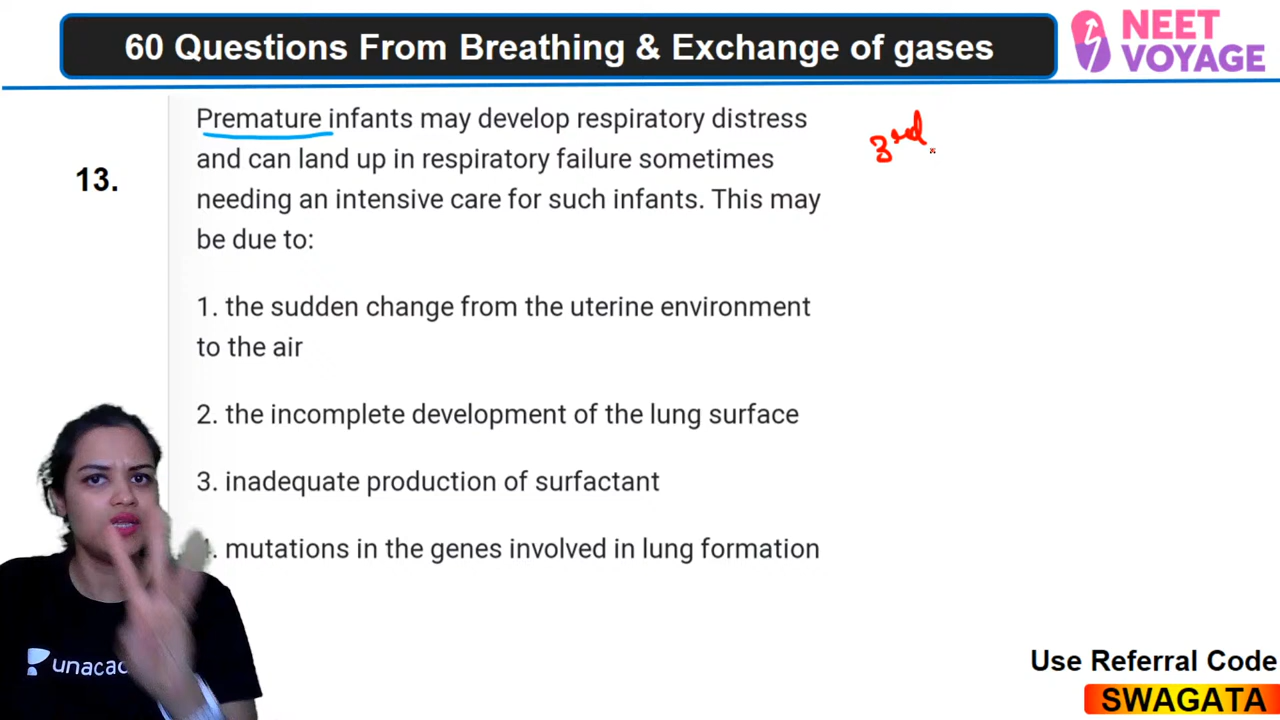 60 Questions From Breathing & Exchange of gases
NEET
VOYAGE
13.
Premature infants may develop respiratory distress
and can land up in respiratory failure sometimes
needing an intensive care for such infants. This may
be due to:
3rd
1. the sudden change from the uterine environment
to the air
2. the incomplete development of the lung surface
3. inadequate production of surfactant
. mutations in the genes involved in lung formation
unacad
Use Referral Code
SWAGATA